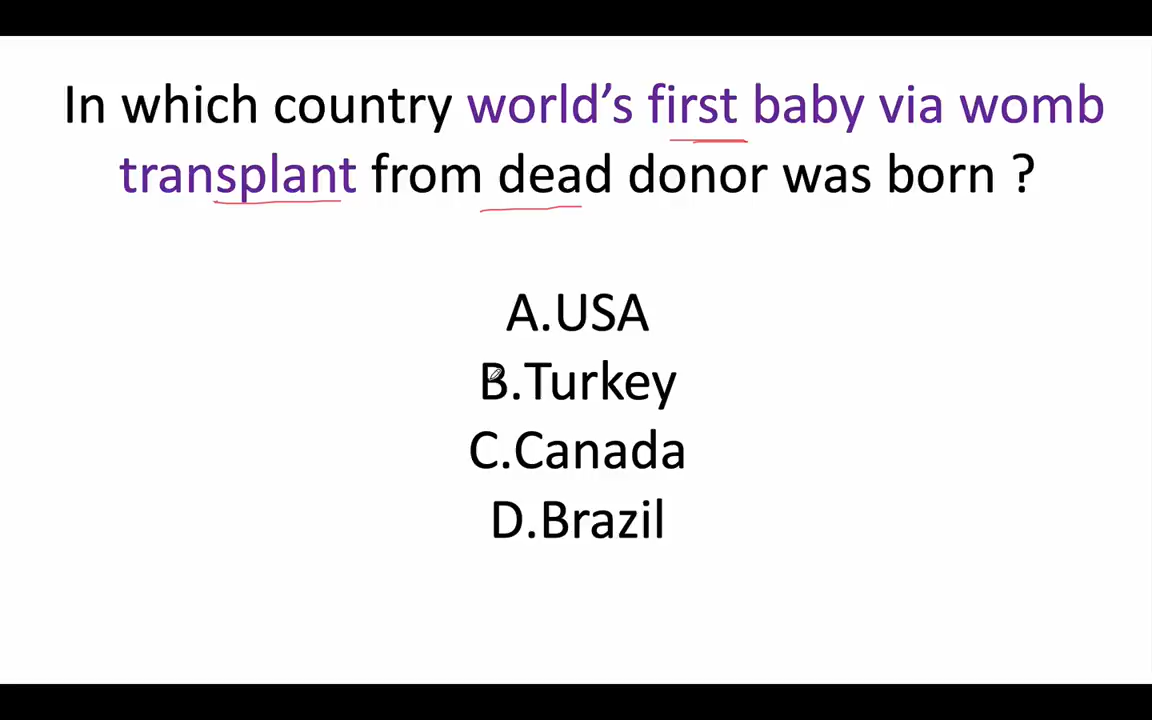 In which country world's first baby via womb
transplant from dead donor was born ?
A.USA
B.Turkey
C.Canada
D.Brazil